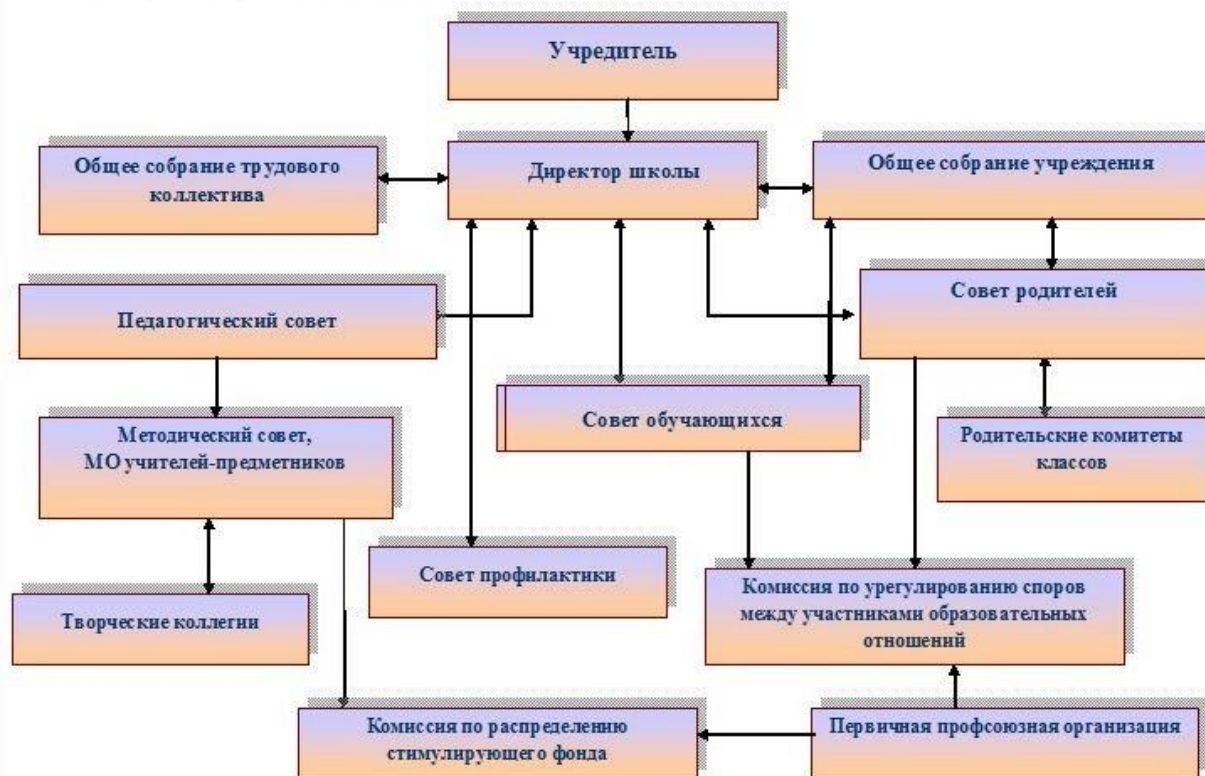 Учредитель
Общее собрание трудового
коллектива
Директор школы
Общее собрание учреждения
Педагогический совет
Совет родителей
Методический совет,
МО учителей-предметников
Совет обучающихся
Родительские комитеты
классов
Творческие коллегии
Совет профилактики
Комиссия по урегулированию споров
между участниками образовательных
отношений
Комиссия по распределению
стимулирующего фонда
Первичная профсоюзная организация